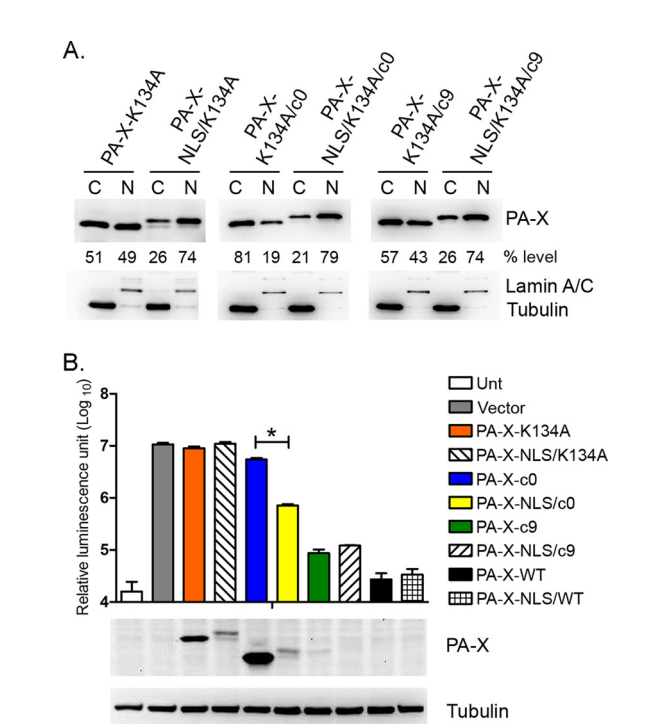 A.
PA-X-K134A
PA-X-
NLS/K134A
PA-X-
K134A/c0
PA-X-
NLS/K134A/c0
PA-X-
K134A/c9
PA-X-
NLS/K134A/c9
C N C N C N C N C N C N
PA-X
51 49 26 74 81 19 21 79 57 43 26 74 % level
Lamin A/C
Tubulin
B.
Relative luminescence unit (Log 10)
8
7
6
5
4
*
Unt
Vector
PA-X-K134A
PA-X-NLS/K134A
PA-X-c0
PA-X-NLS/c0
PA-X-c9
PA-X-NLS/c9
PA-X-WT
PA-X-NLS/WT
PA-X
Tubulin